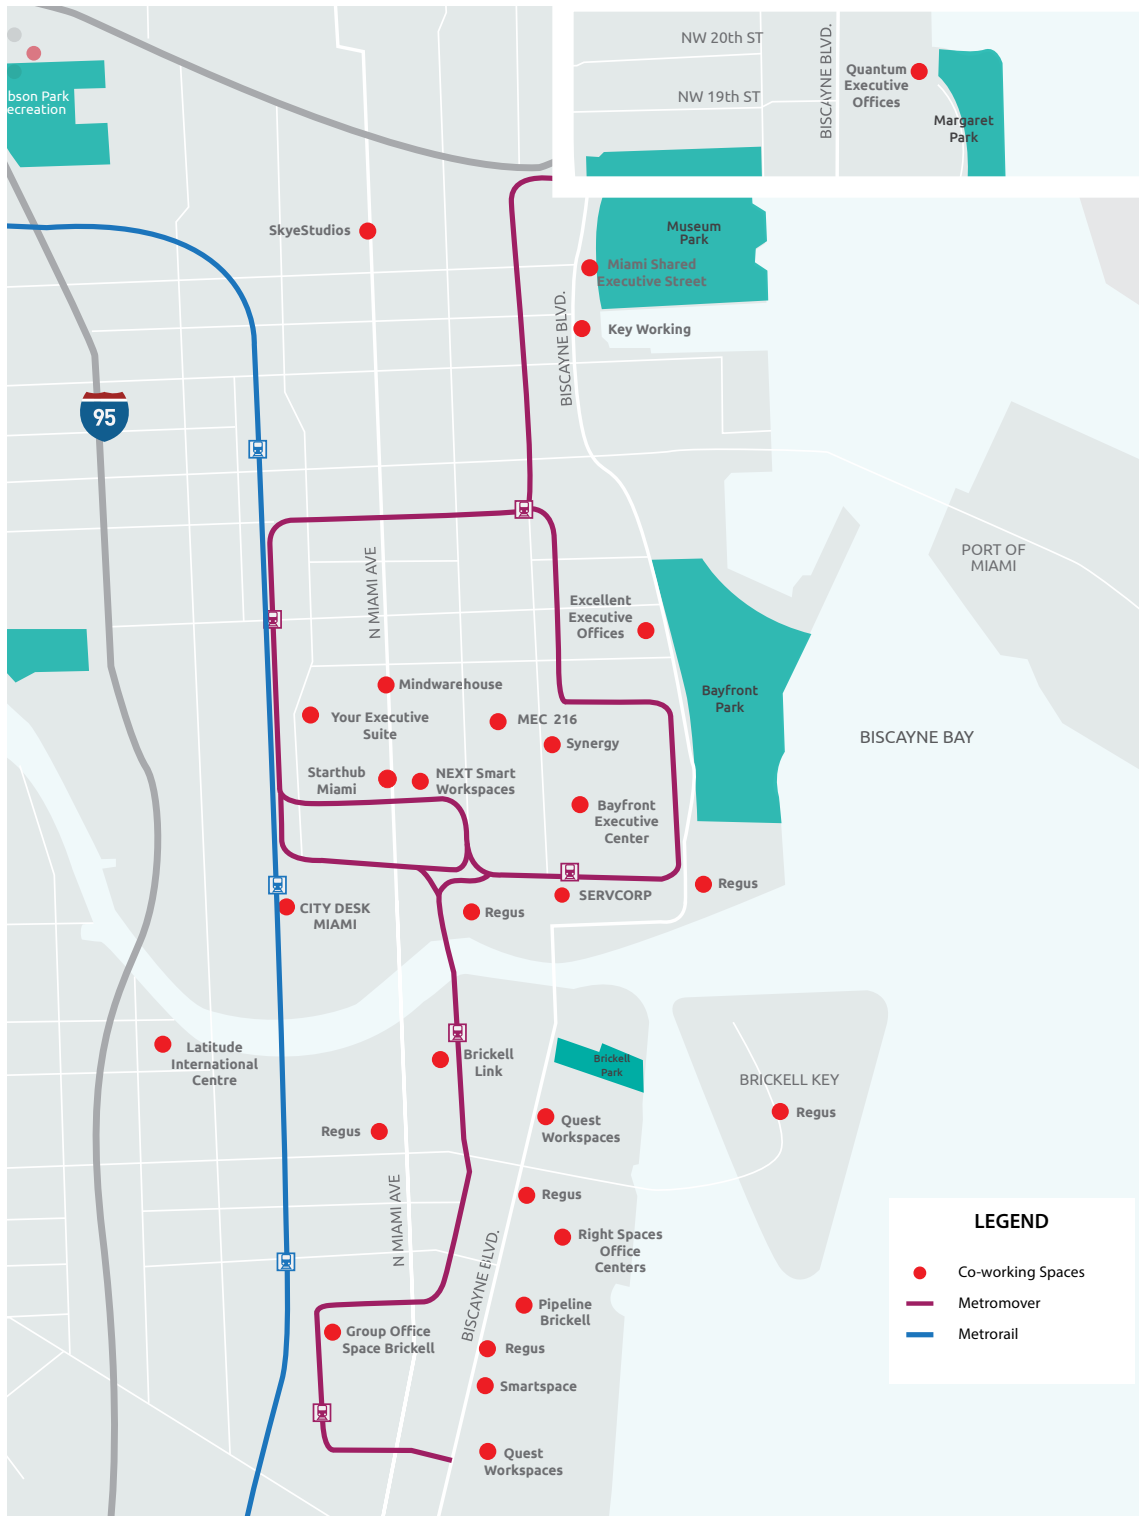 NW 20th ST
BISCAYNE BLVD.
Quantum
Executive
Offices
NW 19th ST
Margaret
Park
bson Park
ecreation
SkyeStudios
Museum
Park
Miami Shared
Executive Street
BISCAYNE BLVD.
Key Working
95
PORT OF
MIAMI
N MIAMI AVE
Excellent
Executive
Offices
Mindwarehouse
Bayfront
Park
Your Executive
Suite
MEC 216
Synergy
BISCAYNE BAY
Starthub
Miami
NEXT Smart
Workspaces
Bayfront
Executive
Center
Regus
SERVCORP
CITY DESK
MIAMI
Regus
Latitude
International
Centre
Brickell
Link
Brickell
Park
BRICKELL KEY
Regus
Quest
Workspaces
Regus
N MIAMI AVE
Regus
BISCAYNE BLVD.
Right Spaces
Office
Centers
LEGEND
Co-working Spaces
Metromover
Metrorail
Pipeline
Brickell
Group Office
Space Brickell
Regus
Smartspace
Quest
Workspaces